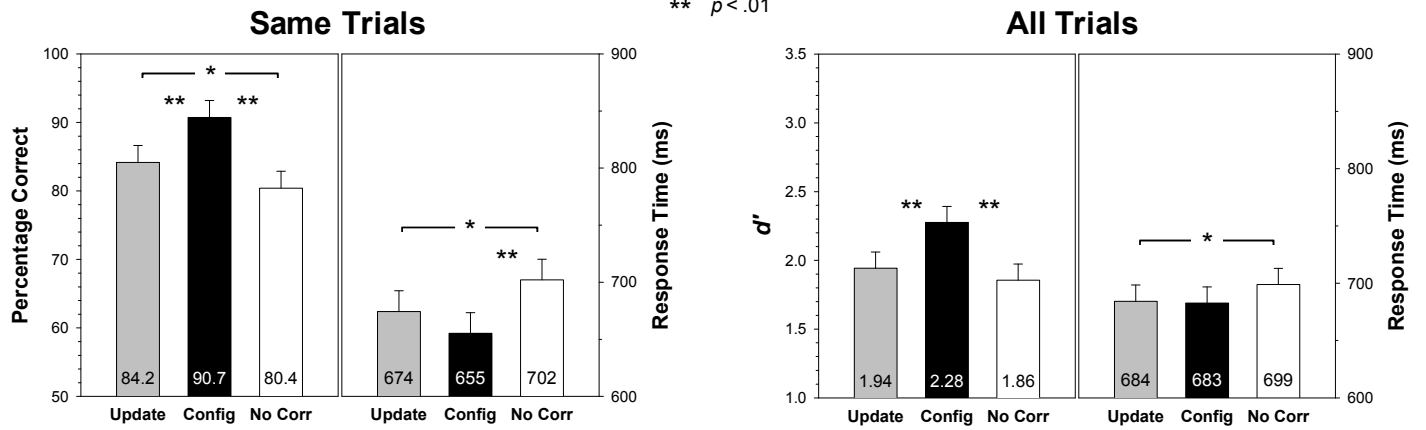 ** p < .01
Same Trials
All Trials
Percentage Correct
100
90
80
70
60
50
*
** **
84.2 90.7 80.4
Update Config No Corr
*
**
674 655 702
Update Config No Corr
900
800
700
600
Response Time (ms)
d'
3.5
3.0
2.5
2.0
1.5
1.0
** **
1.94 2.28 1.86
Update Config No Corr
*
684 683 699
Update Config No Corr
900
800
700
600
Response Time (ms)